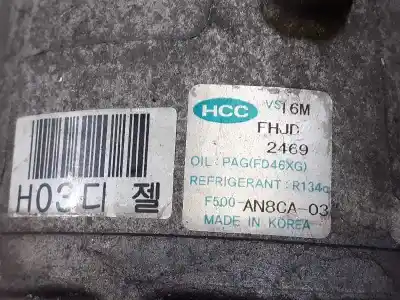 HCC VS16M
FHJD
2469
OIL: PAG(FD46XG)
REFRIGERANT: R134a
F500-AN8CA-03
MADE IN KOREA
H03디 젤